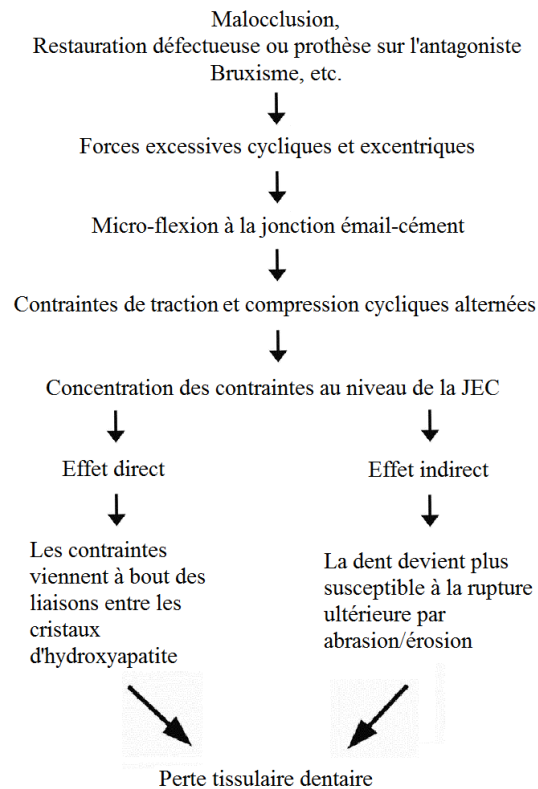 Malocclusion,
Restauration défectueuse ou prothèse sur l'antagoniste
Bruxisme, etc.
Forces excessives cycliques et excentriques
Micro-flexion à la jonction émail-cément
Contraintes de traction et compression cycliques alternées
Concentration des contraintes au niveau de la JEC
Effet direct
Effet indirect
Les contraintes
viennent à bout des
liaisons entre les
cristaux
d'hydroxyapatite
La dent devient plus
susceptible à la rupture
ultérieure par
abrasion/érosion
Perte tissulaire dentaire